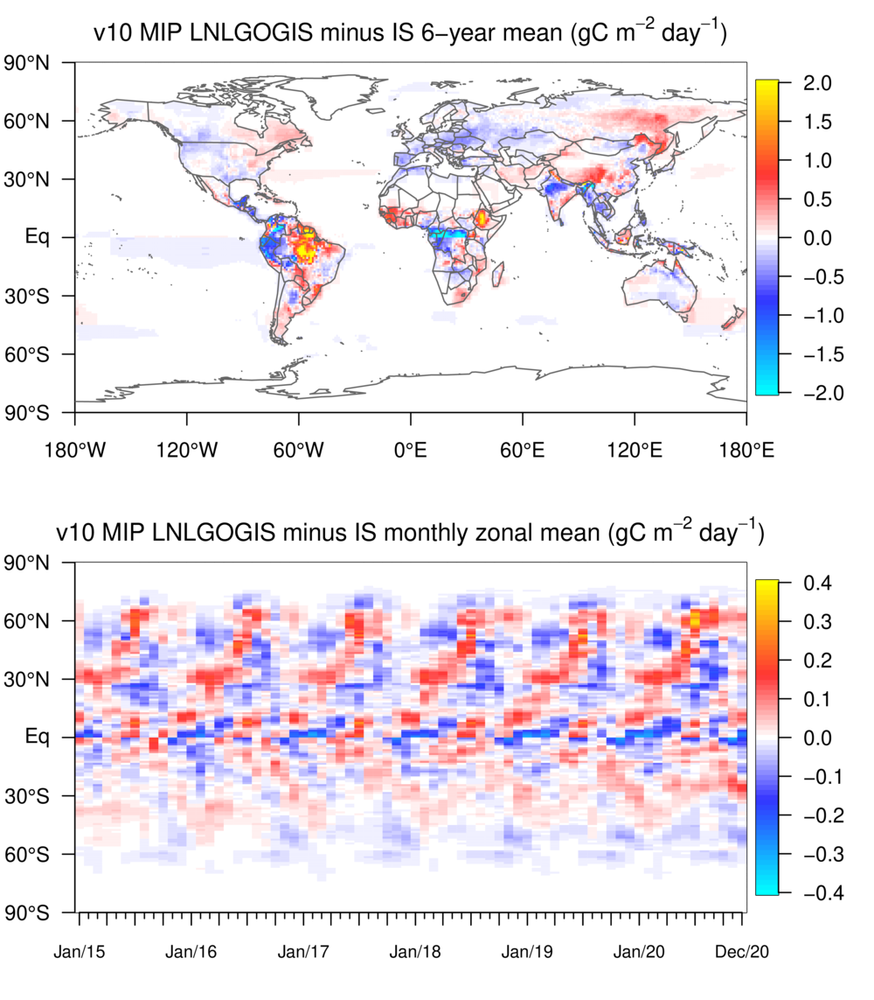 v10 MIP LNLGOGIS minus IS 6−year mean (gC m−2 day−1)
90°N
60°N
30°N
Eq
30°S
60°S
90°S
180°W 120°W 60°W 0°E 60°E 120°E 180°E
2.0
1.5
1.0
0.5
0.0
−0.5
−1.0
−1.5
−2.0
v10 MIP LNLGOGIS minus IS monthly zonal mean (gC m−2 day−1)
90°N
60°N
30°N
Eq
30°S
60°S
90°S
Jan/15 Jan/16 Jan/17 Jan/18 Jan/19 Jan/20 Dec/20
0.4
0.3
0.2
0.1
0.0
−0.1
−0.2
−0.3
−0.4